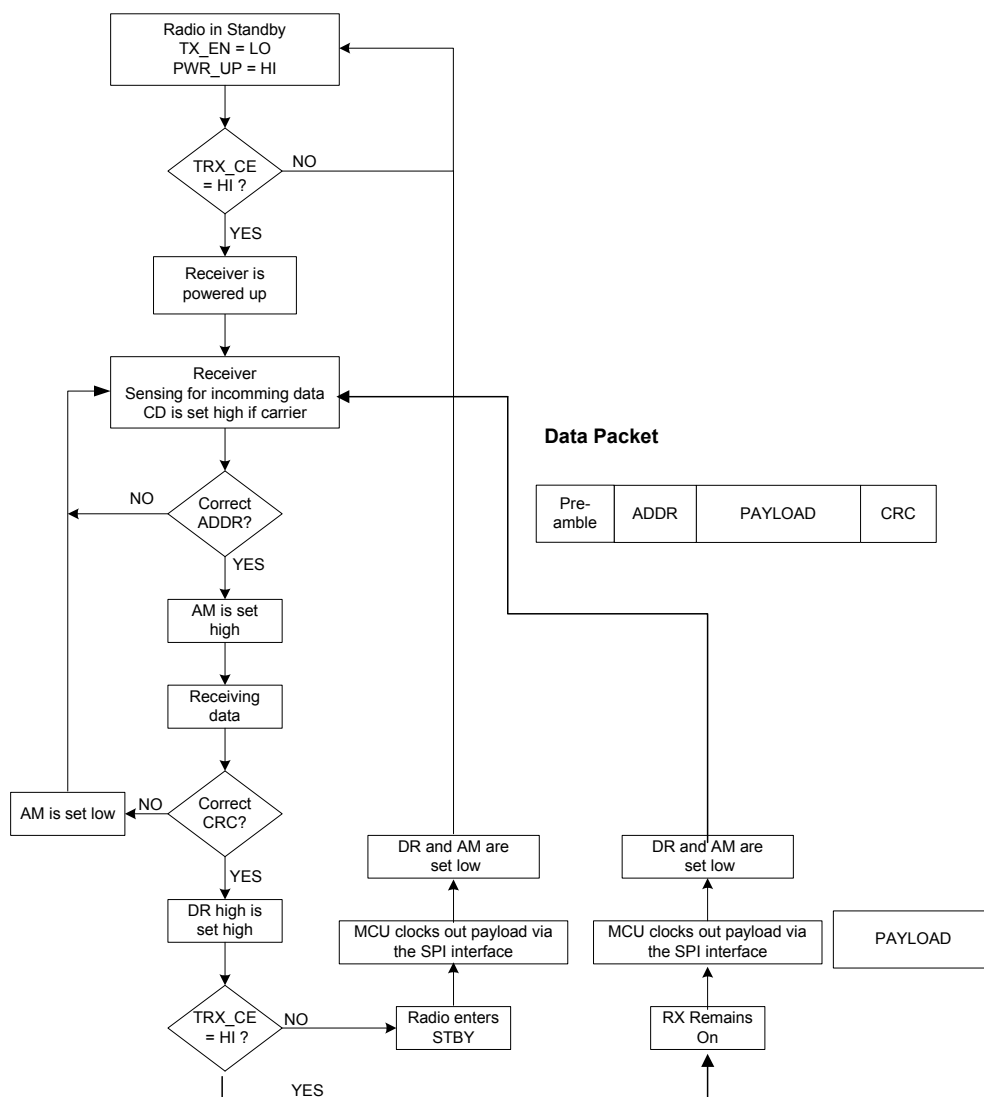 Radio in Standby
TX_EN = LO
PWR_UP = HI
TRX_CE
= HI ?
NO
YES
Receiver is
powered up
Receiver
Sensing for incomming data
CD is set high if carrier
Data Packet
Pre-
amble
ADDR
PAYLOAD
CRC
NO
Correct
ADDR?
YES
AM is set
high
Receiving
data
AM is set low
NO
Correct
CRC?
YES
DR high is
set high
TRX_CE
= HI ?
NO
YES
Radio enters
STBY
MCU clocks out payload via
the SPI interface
DR and AM are
set low
RX Remains
On
MCU clocks out payload via
the SPI interface
PAYLOAD
DR and AM are
set low